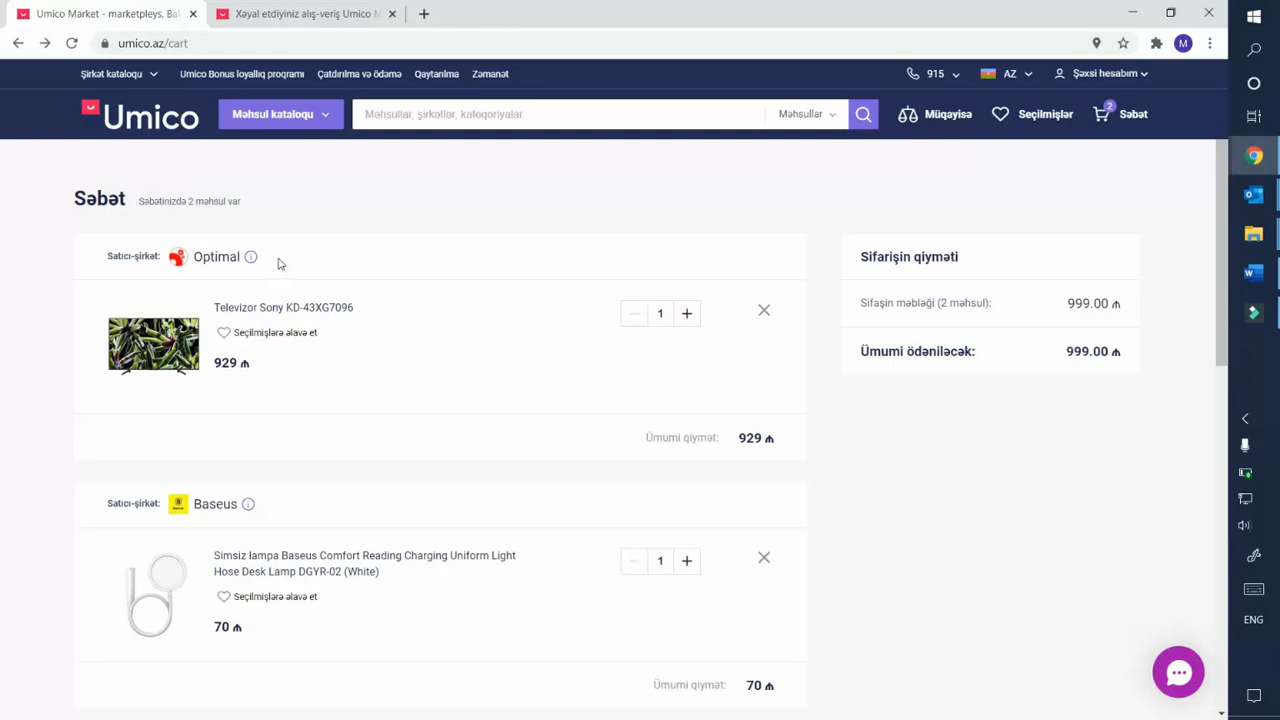 Umico Market - marketpleys, Bak
Xəyal etdiyiniz alış-veriş Umico M
umico.az/cart
M
Şirkət kataloqu
Umico Bonus loyallıq proqramı
Çatdırılma və ödəmə
Qaytarılma
Zəmanət
915
AZ
Şəxsi hesabım
Umico
Məhsul kataloqu
Məhsullar, şirkətlər, kateqoriyalar
Məhsullar
Müqayisə
Seçilmişlər
2
Səbət
Səbət
Səbətinizdə 2 məhsul var
Satıcı-şirkət:
Optimal
Televizor Sony KD-43XG7096
1
Seçilmişlərə əlavə et
929 ₼
Ümumi qiymət: 929 ₼
Sifarişin qiyməti
Sifaşin məbləği (2 məhsul): 999.00 ₼
Ümumi ödəniləcək: 999.00 ₼
Satıcı-şirkət:
Baseus
Simsiz lampa Baseus Comfort Reading Charging Uniform Light
Hose Desk Lamp DGYR-02 (White)
1
Seçilmişlərə əlavə et
70 ₼
Ümumi qiymət: 70 ₼
ENG